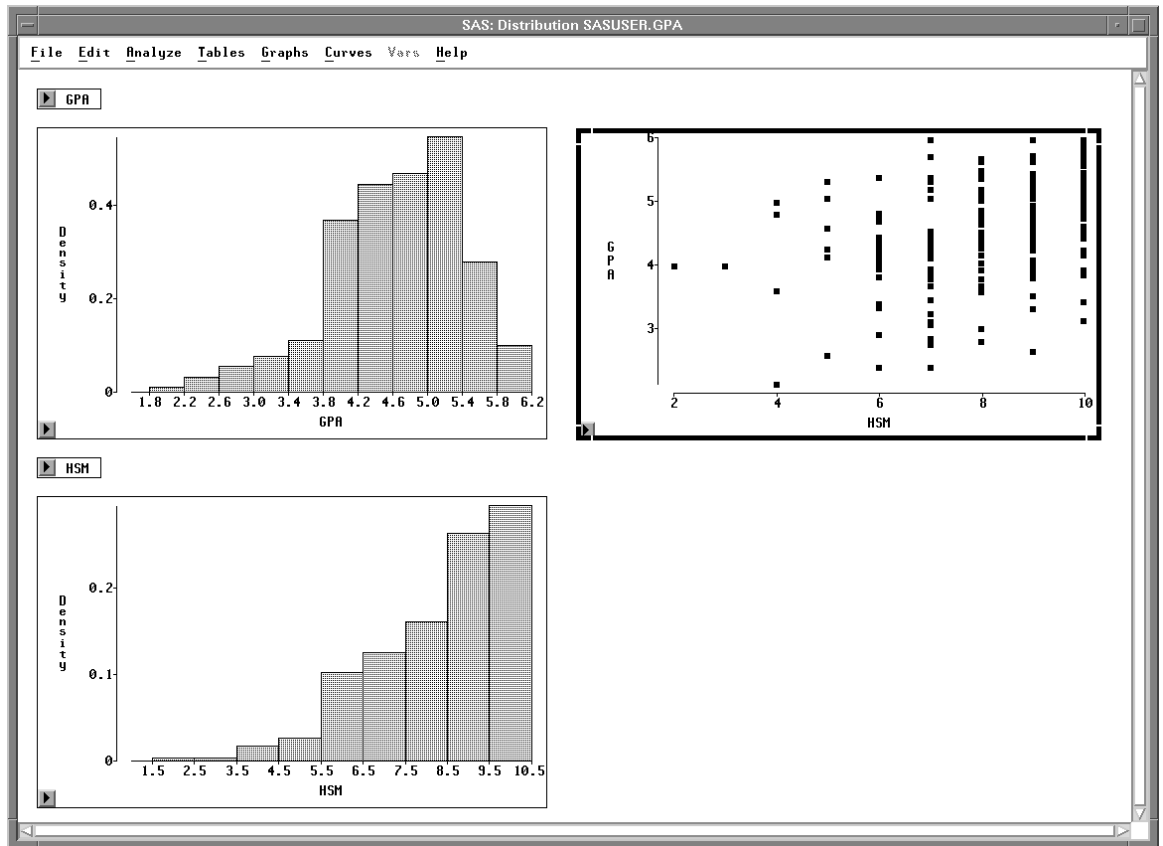 SAS: Distribution SASUSER.GPA
File Edit Analyze Tables Graphs Curves Vars Help
GPA
Density
0.4
0.2
0
1.8 2.2 2.6 3.0 3.4 3.8 4.2 4.6 5.0 5.4 5.8 6.2
GPA
GPA
6
5
4
3
2 4 6 8 10
HSM
HSM
Density
0.2
0.1
0
1.5 2.5 3.5 4.5 5.5 6.5 7.5 8.5 9.5 10.5
HSM